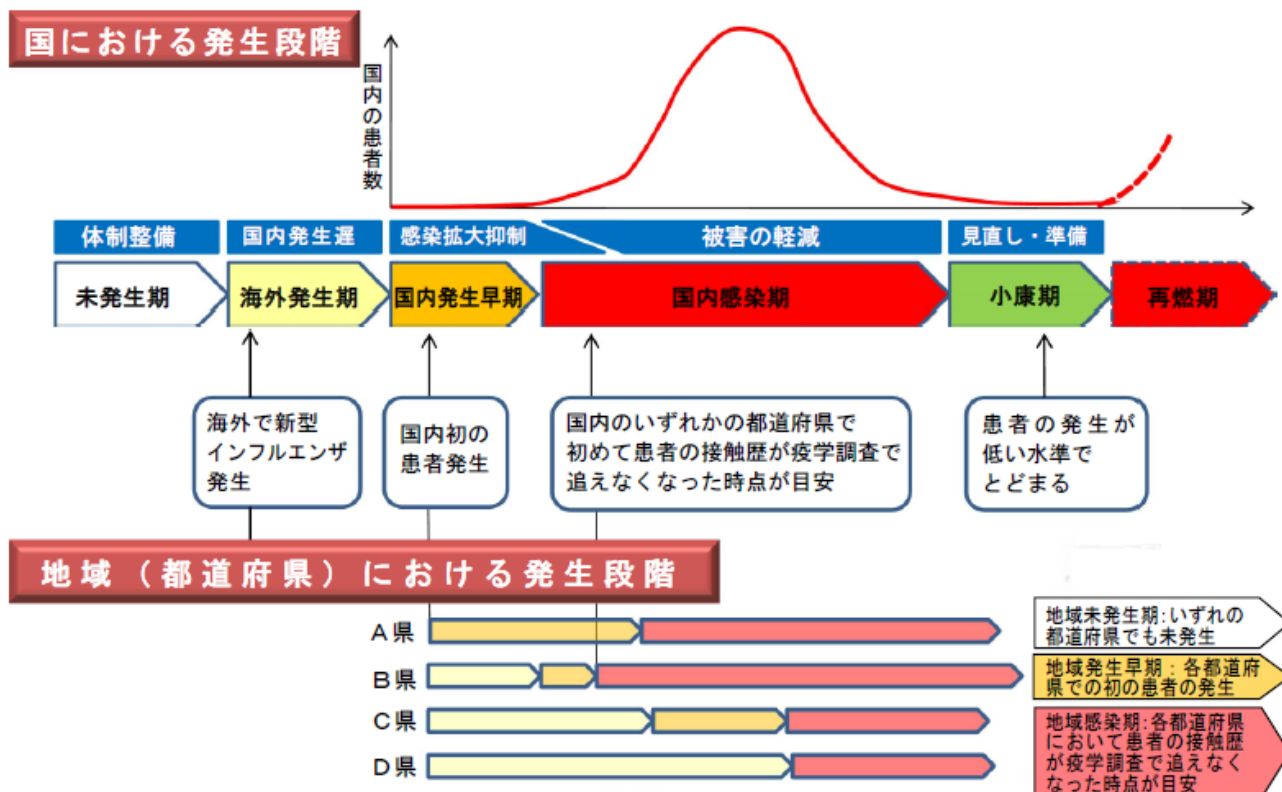 国における発生段階
国内の患者数
体制整備
国内発生遅
感染拡大抑制
被害の軽減
見直し・準備
未発生期
海外発生期
国内発生早期
国内感染期
小康期
再燃期
海外で新型
インフルエンザ
発生
国内初の
患者発生
国内のいずれかの都道府県で
初めて患者の接触歴が疫学調査で
追えなくなった時点が目安
患者の発生が
低い水準で
とどまる
地域（都道府県）における発生段階
A県
B県
C県
D県
地域未発生期:いずれの
都道府県でも未発生
地域発生早期：各都道府
県での初の患者の発生
地域感染期:各都道府県
において患者の接触歴
が疫学調査で追えなく
なった時点が目安